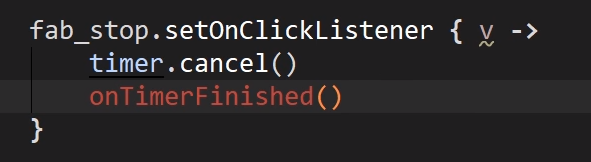 fab_stop.setOnClickListener { v ->
    timer.cancel()
    onTimerFinished()
}